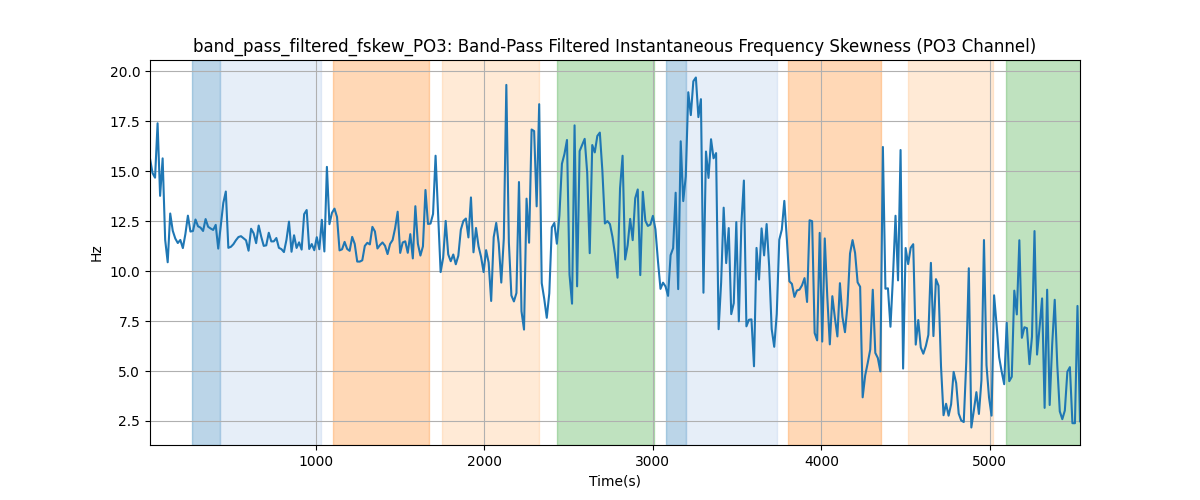 band_pass_filtered_fskew_PO3: Band-Pass Filtered Instantaneous Frequency Skewness (PO3 Channel)
20.0
17.5
15.0
12.5
10.0
7.5
5.0
2.5
Hz
1000 2000 3000 4000 5000
Time(s)